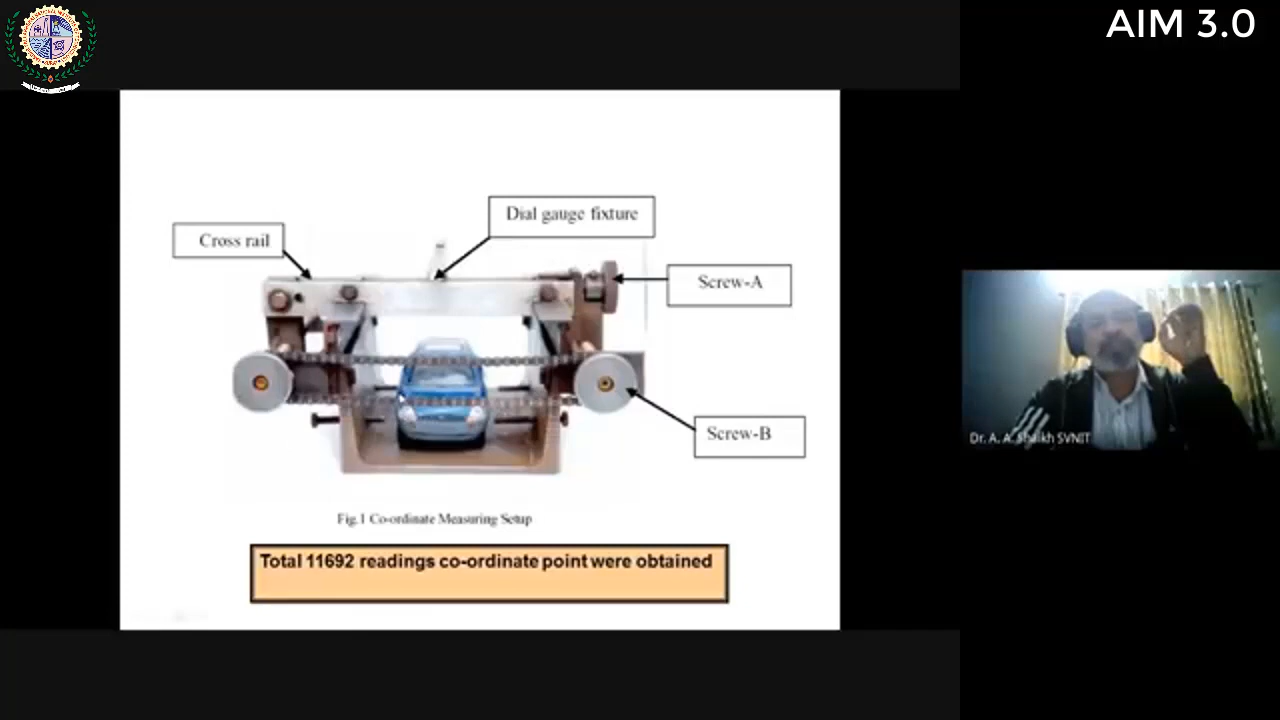 AIM 3.0
Dial gauge fixture
Cross rail
Screw-A
Screw-B
Fig.1 Co-ordinate Measuring Setup
Total 11692 readings co-ordinate point were obtained
Dr. A. A. Shaikh SVNIT